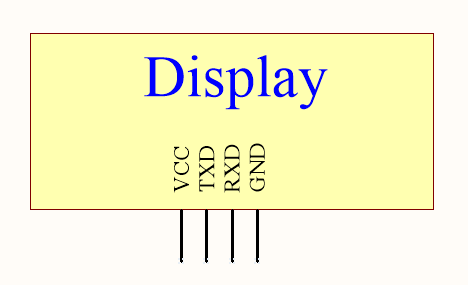 Display
VCC
TXD
RXD
GND